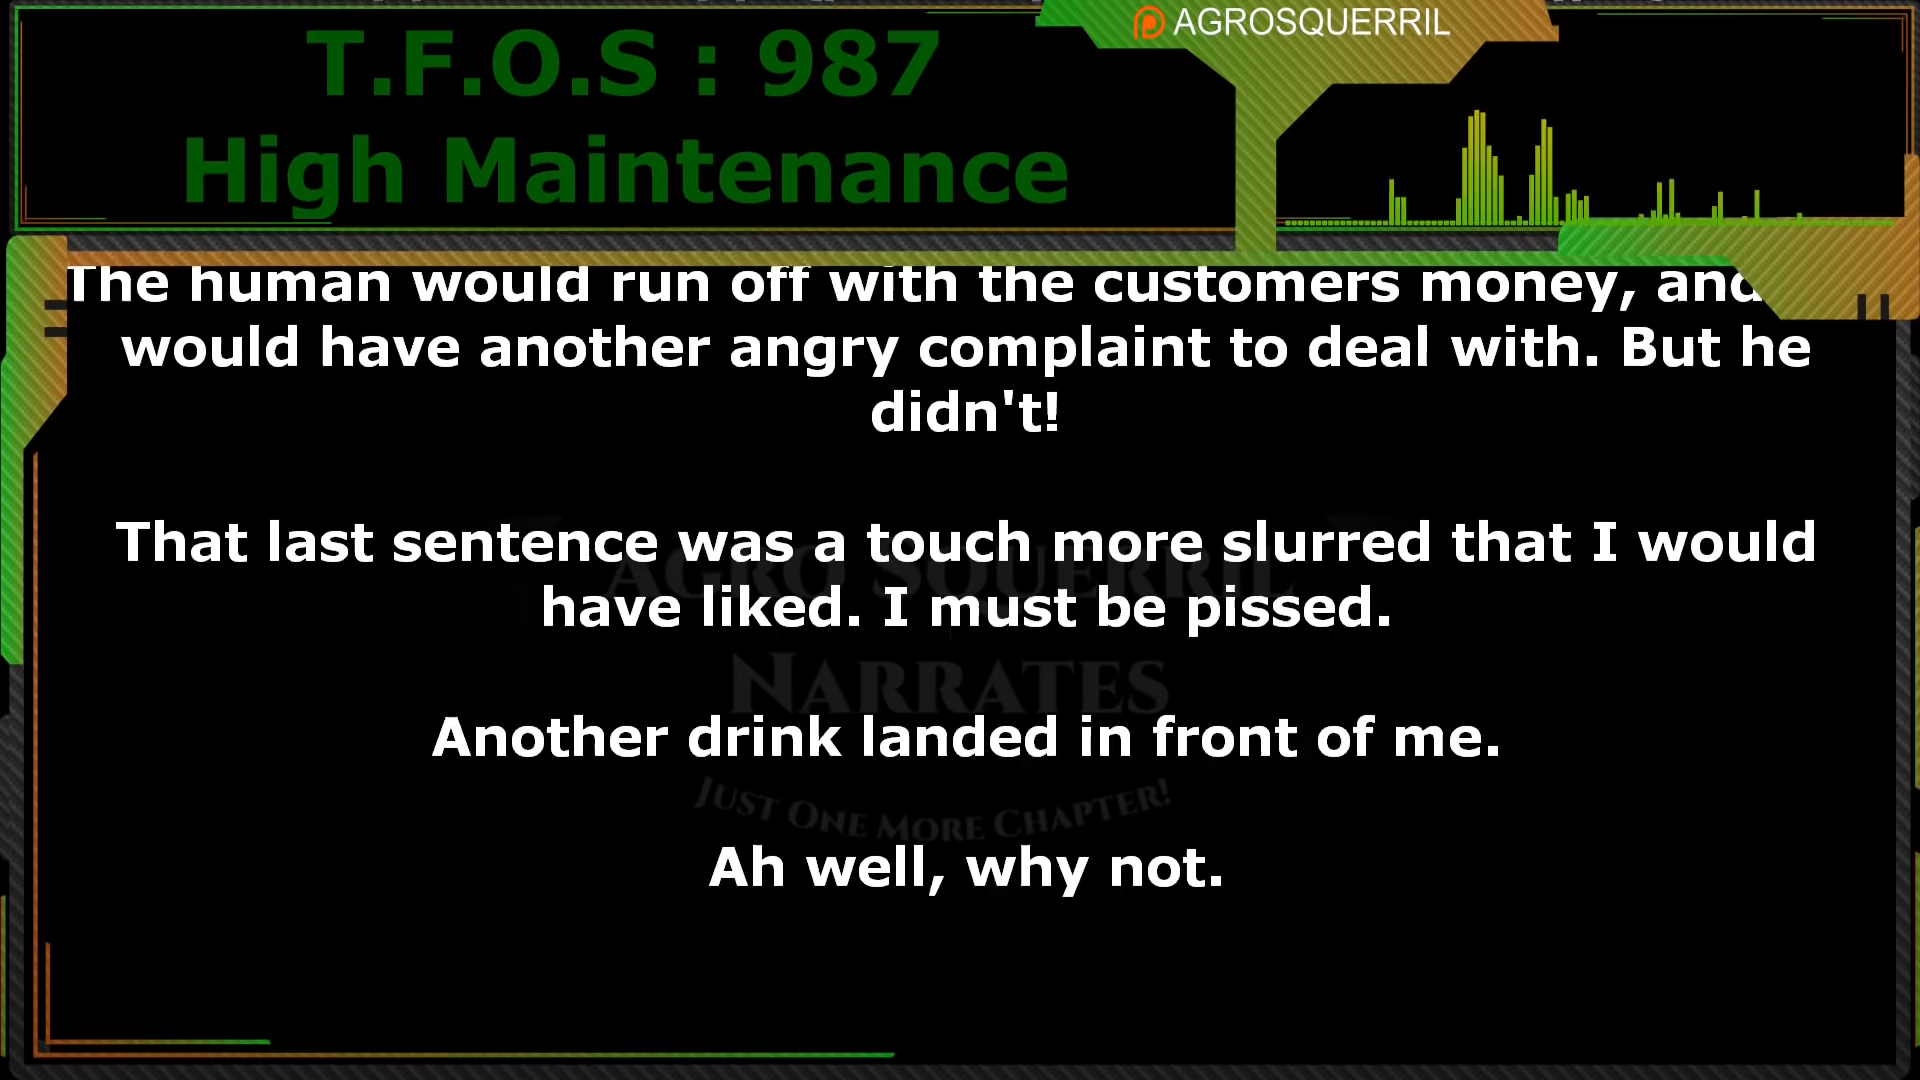 AGROSQUERRIL
T.F.O.S : 987
High Maintenance
The human would run off with the customers money, and
would have another angry complaint to deal with. But he
didn't!
That last sentence was a touch more slurred that I would
have liked. I must be pissed.
Another drink landed in front of me.
Ah well, why not.
AGRO SQUERRIL
NARRATES
JUST ONE MORE CHAPTER!